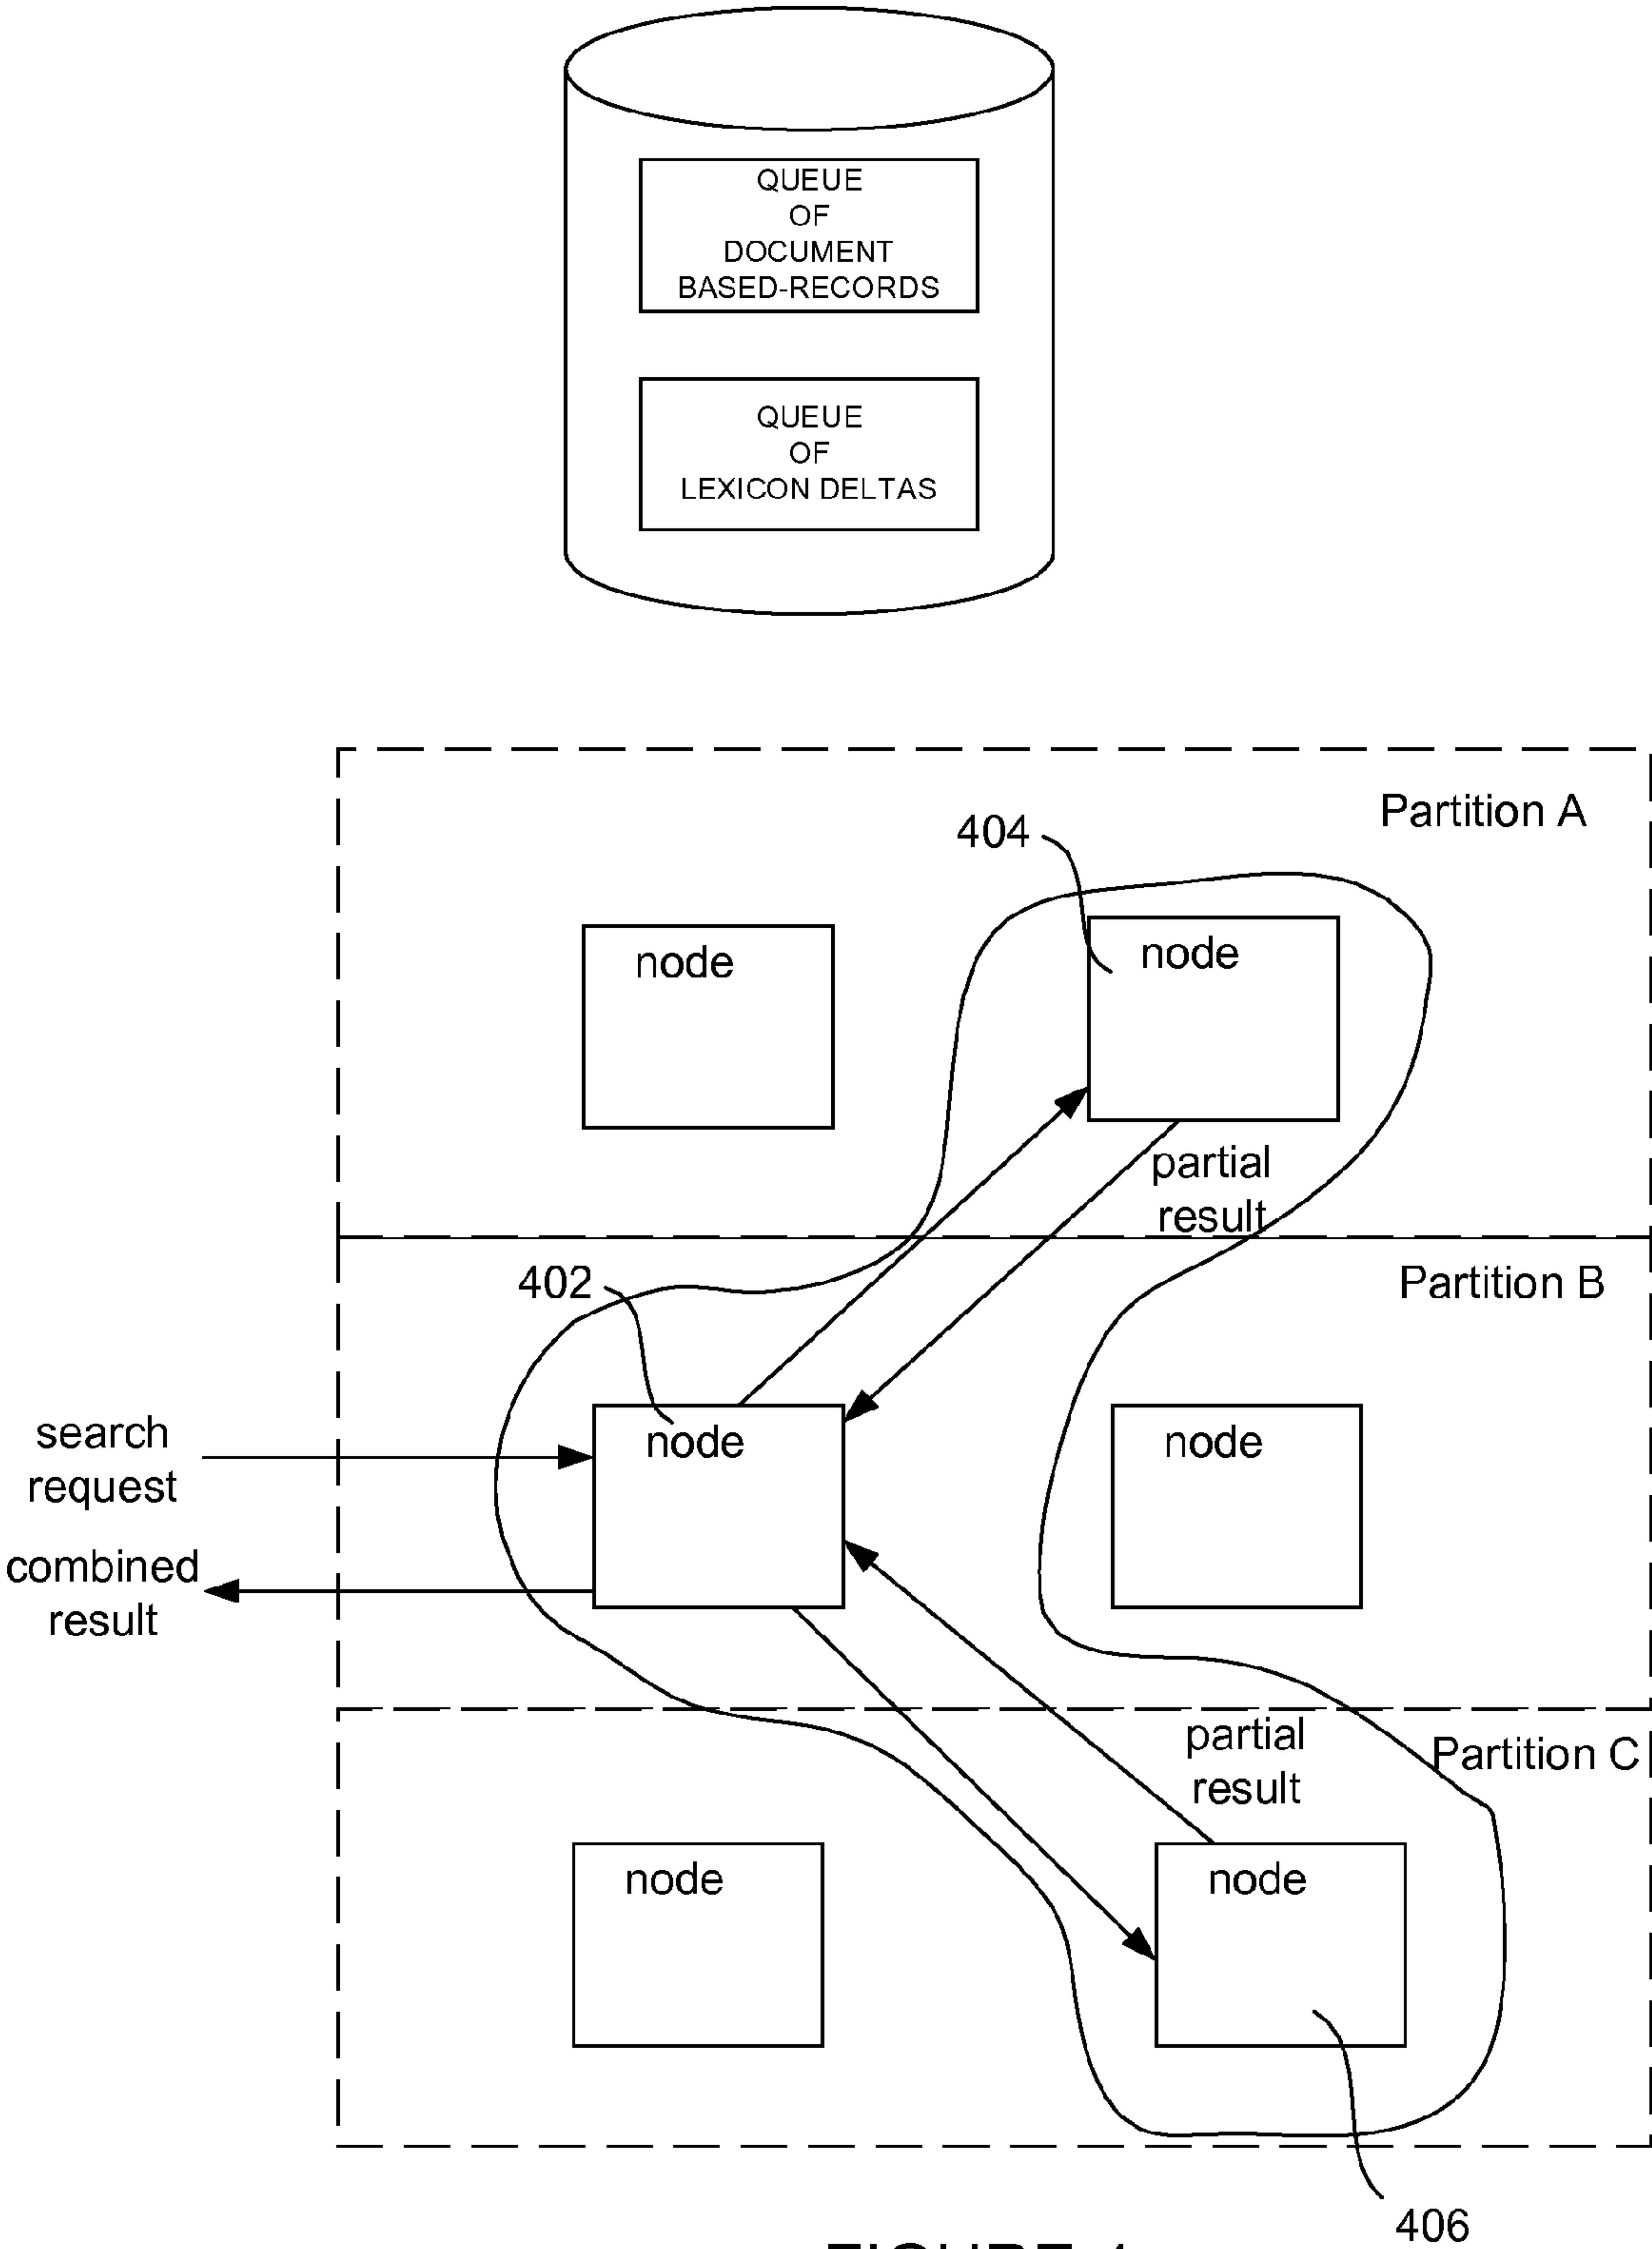 QUEUE
OF
DOCUMENT
BASED-RECORDS
QUEUE
OF
LEXICON DELTAS
Partition A
404
node
node
partial
result
402
Partition B
search
request
node
node
combined
result
partial
result
Partition C
node
node
406